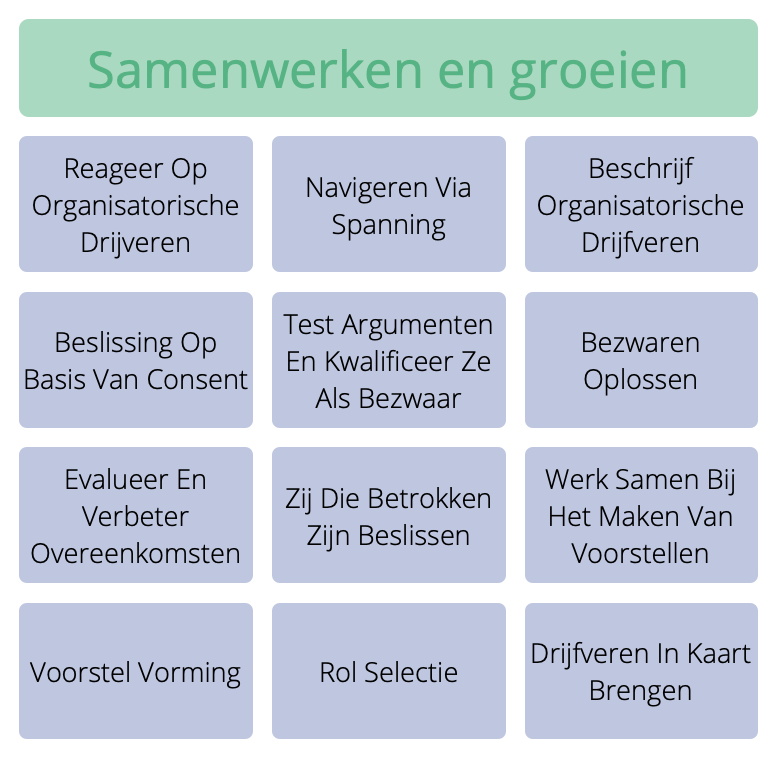 Samenwerken en groeien
Reageer Op
Organisatorische
Drijveren
Navigeren Via
Spanning
Beschrijf
Organisatorische
Drijfveren
Beslissing Op
Basis Van Consent
Test Argumenten
En Kwalificeer Ze
Als Bezwaar
Bezwaren
Oplossen
Evalueer En
Verbeter
Overeenkomsten
Zij Die Betrokken
Zijn Beslissen
Werk Samen Bij
Het Maken Van
Voorstellen
Voorstel Vorming
Rol Selectie
Drijfveren In Kaart
Brengen